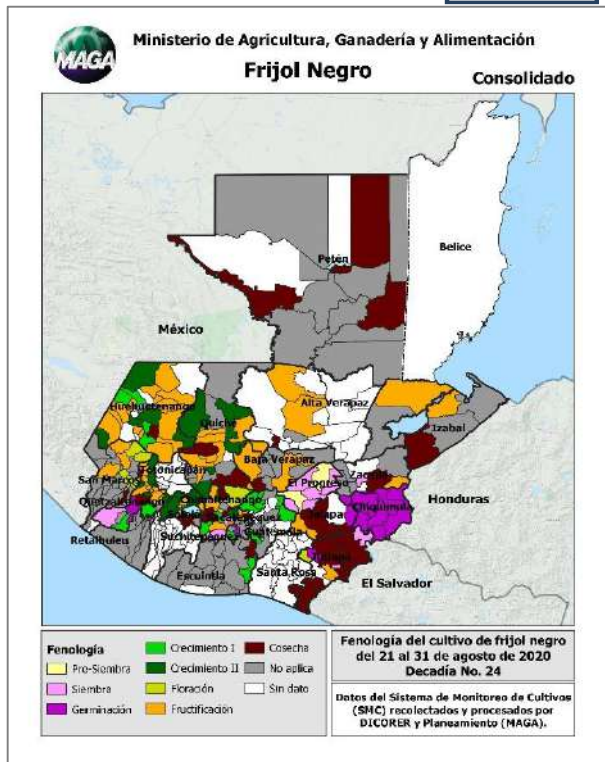 MAGA
Ministerio de Agricultura, Ganadería y Alimentación
Frijol Negro
Consolidado
Belice
Petén
México
Alta Verapaz
Huehuetenango
Quiché
Izabal
Baja Verapaz
Totonicapán
San Marcos
El Progreso
Zacapa
Quetzaltenango
Chimaltenango
Chiquimula
Honduras
Sololá
Jalapa
Retalhuleu
Suchitepéquez
Guatemala
Jutiapa
Escuintla
Santa Rosa
El Salvador
Fenología
Pre-Siembra
Siembra
Germinación
Crecimiento I
Crecimiento II
Floración
Fructificación
Cosecha
No aplica
Sin dato
Fenología del cultivo de frijol negro
del 21 al 31 de agosto de 2020
Decadía No. 24
Datos del Sistema de Monitoreo de Cultivos
(SMC) recolectados y procesados por
DICORER y Planeamiento (MAGA).